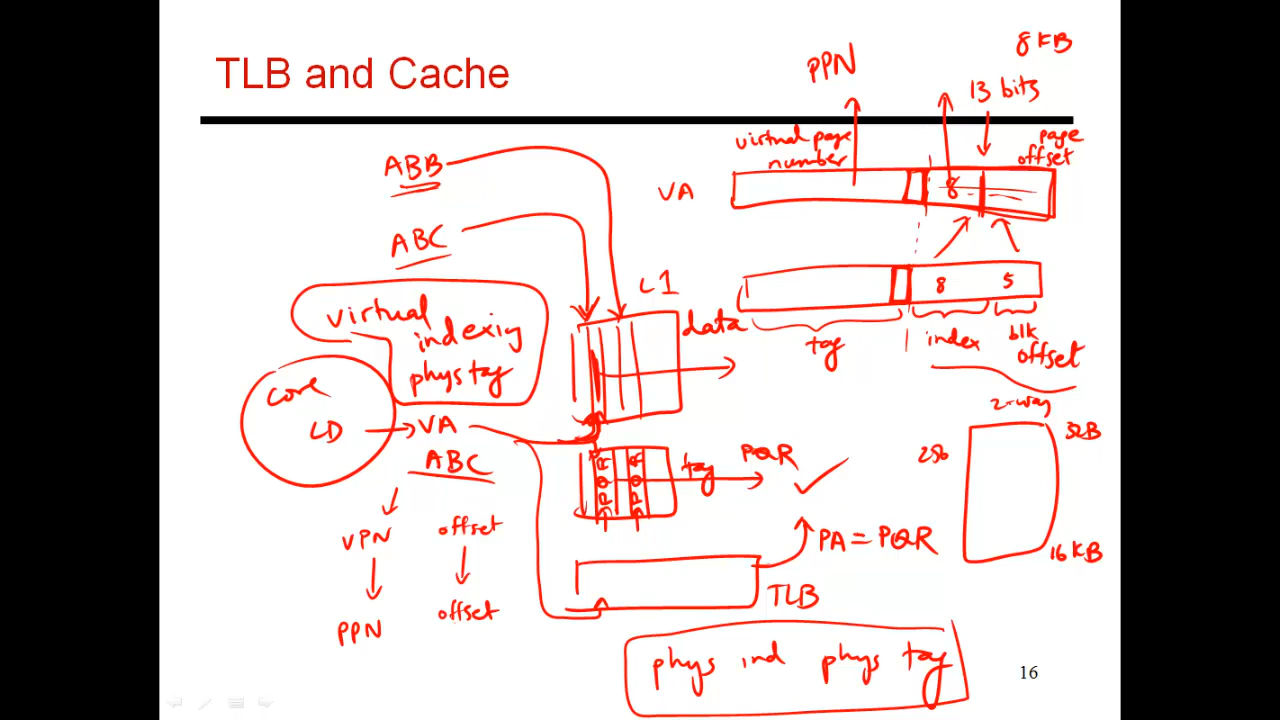 TLB and Cache
8 KB
PPN
13 bits
virtual page
number
page
offset
VA
8
ABB
ABC
L1
data
8
5
tag
index
blk
offset
virtual
indexing
phys tag
core
LD
VA
ABC
2-way
256
32B
16 KB
PQR
PQR
tag
PQR
VPN
offset
PA = PQR
TLB
PPN
offset
phys ind phys tag
16